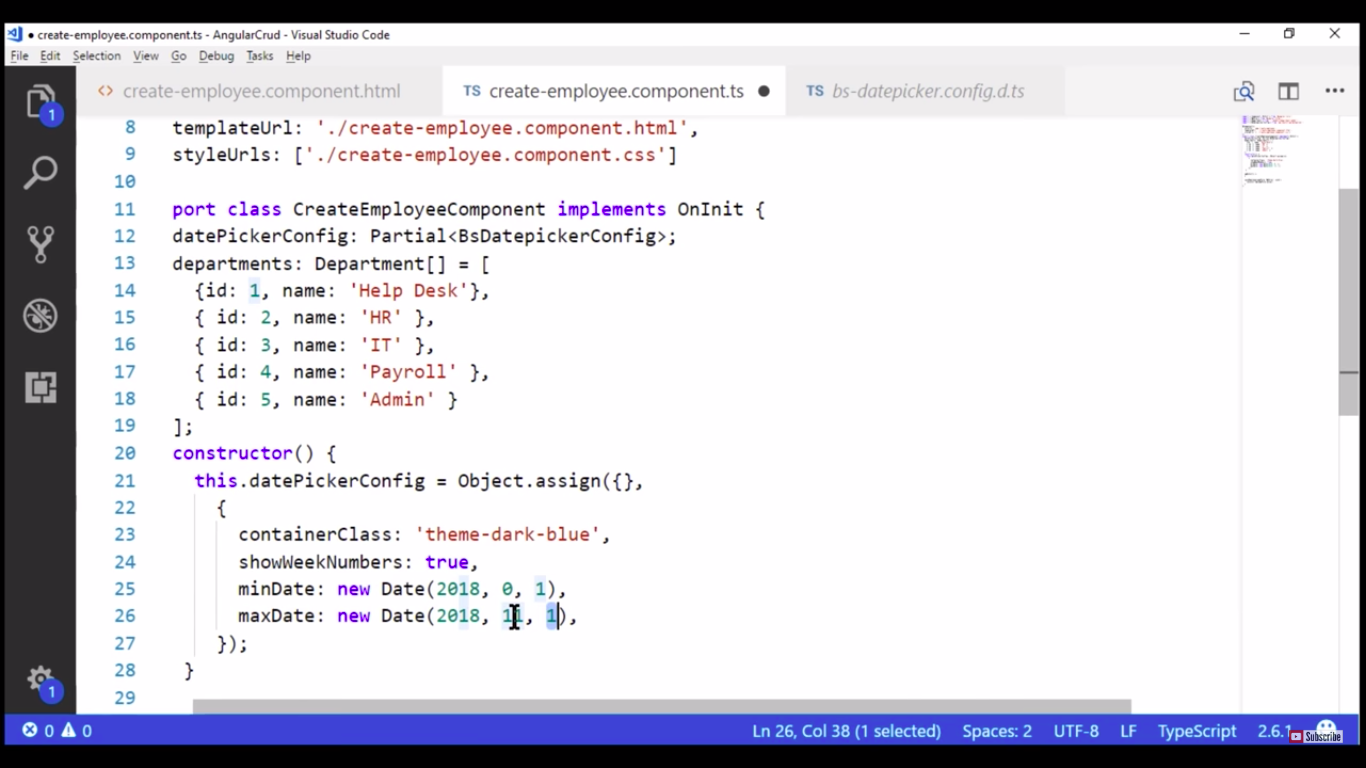 create-employee.component.ts - AngularCrud - Visual Studio Code
File Edit Selection View Go Debug Tasks Help
create-employee.component.html TS create-employee.component.ts TS bs-datepicker.config.d.ts
8 templateUrl: './create-employee.component.html',
9 styleUrls: ['./create-employee.component.css']
10
11 port class CreateEmployeeComponent implements OnInit {
12 datePickerConfig: Partial<BsDatepickerConfig>;
13 departments: Department[] = [
14 {id: 1, name: 'Help Desk'},
15 { id: 2, name: 'HR' },
16 { id: 3, name: 'IT' },
17 { id: 4, name: 'Payroll' },
18 { id: 5, name: 'Admin' }
19 ];
20 constructor() {
21 this.datePickerConfig = Object.assign({},
22 {
23 containerClass: 'theme-dark-blue',
24 showWeekNumbers: true,
25 minDate: new Date(2018, 0, 1),
26 maxDate: new Date(2018, 11, 1),
27 });
28 }
29
1
1
0 0 Ln 26, Col 38 (1 selected) Spaces: 2 UTF-8 LF TypeScript 2.6.1
Subscribe